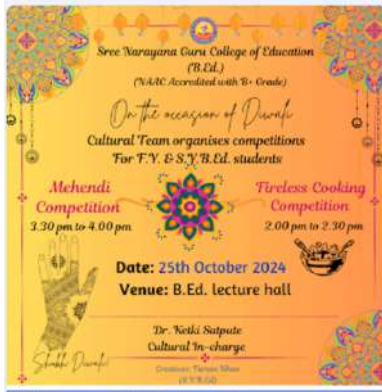 Sree Narayana Guru College of Education
(B.Ed.)
(NAAC Accredited with B+ Grade)
On the occasion of Diwali
Cultural Team organises competitions
For F.Y. & S.Y.B.Ed. students
Mehendi
Competition
3.30 pm to 4.00 pm
Fireless Cooking
Competition
2.00 pm to 2.30 pm
Date: 25th October 2024
Venue: B.Ed. lecture hall
Dr. Ketki Satpute
Cultural In-charge
Shubh Diwali!
(S.Y.B.Ed)